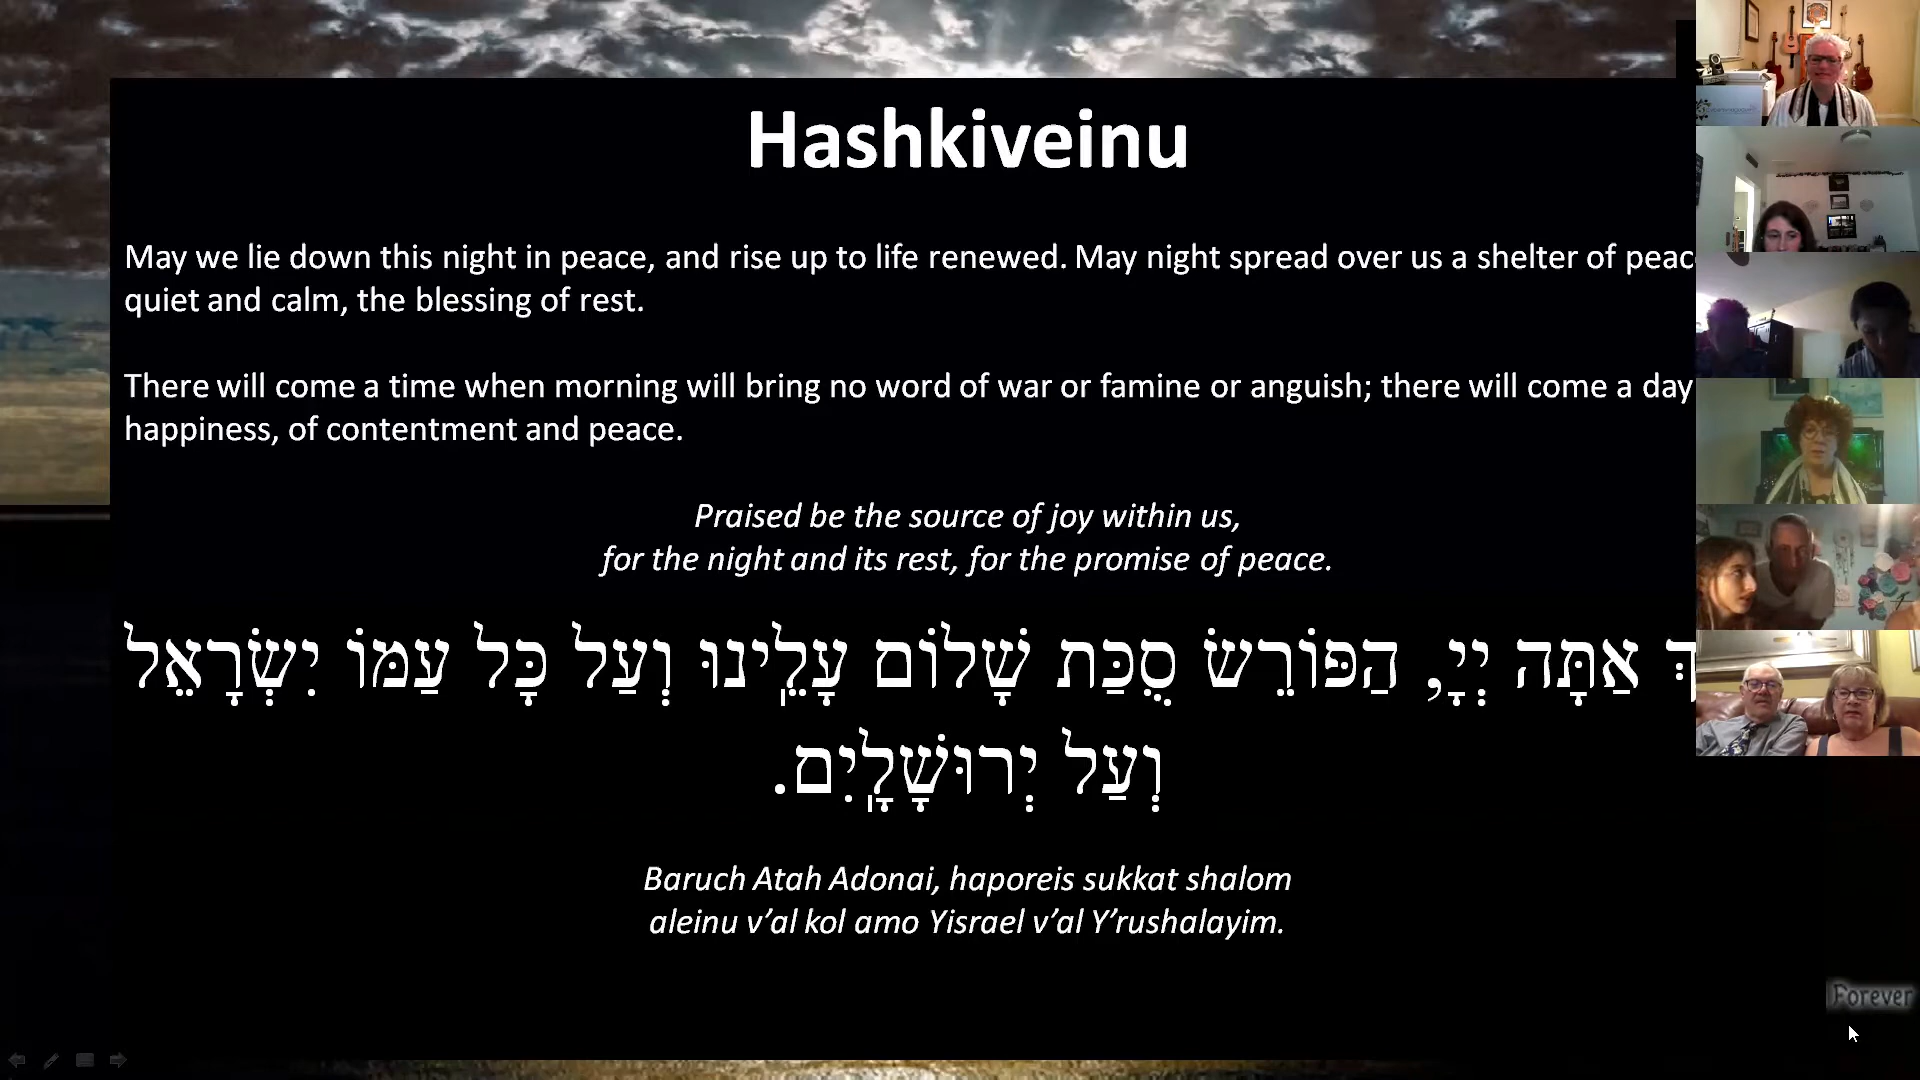 Hashkiveinu
May we lie down this night in peace, and rise up to life renewed. May night spread over us a shelter of peac
quiet and calm, the blessing of rest.
There will come a time when morning will bring no word of war or famine or anguish; there will come a day
happiness, of contentment and peace.
Praised be the source of joy within us,
for the night and its rest, for the promise of peace.
ךְ אַתָּה יְיָ, הַפּוֹרֵשׂ סֻכַּת שָׁלוֹם עָלֵֽינוּ וְעַל כָּל עַמּוֹ יִשְׂרָאֵל
וְעַל יְרוּשָׁלָֽיִם.
Baruch Atah Adonai, haporeis sukkat shalom
aleinu v’al kol amo Yisrael v’al Y’rushalayim.
Forever